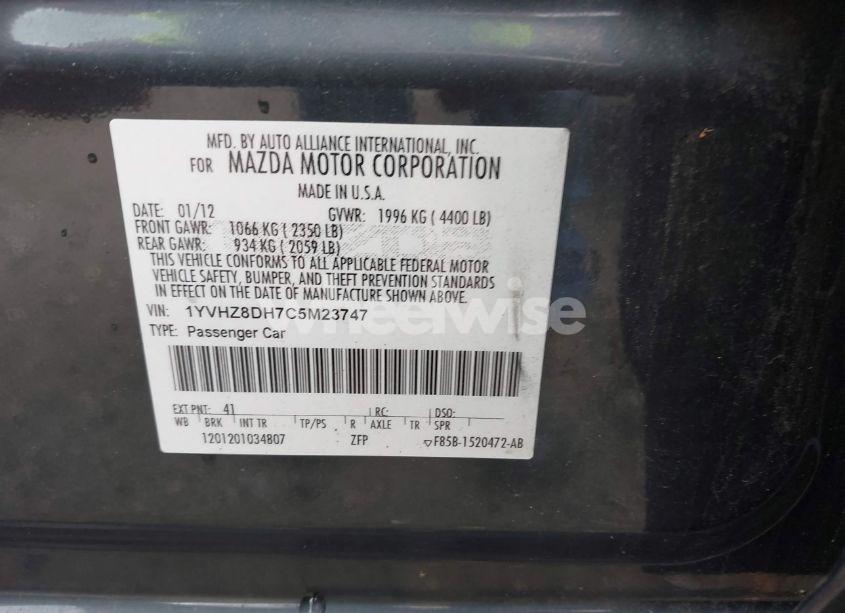 MFD. BY AUTO ALLIANCE INTERNATIONAL, INC.
FOR MAZDA MOTOR CORPORATION
MADE IN U.S.A.
DATE: 01/12 GVWR: 1996 KG ( 4400 LB)
FRONT GAWR: 1066 KG ( 2350 LB)
REAR GAWR: 934 KG ( 2059 LB)
THIS VEHICLE CONFORMS TO ALL APPLICABLE FEDERAL MOTOR
VEHICLE SAFETY, BUMPER, AND THEFT PREVENTION STANDARDS
IN EFFECT ON THE DATE OF MANUFACTURE SHOWN ABOVE.
VIN: 1YVHZ8DH7C5M23747
wheelwise
TYPE: Passenger Car
EXT PNT: 41 RC: DSO:
WB BRK INT TR TP/PS R AXLE TR SPR
1201201034807 ZFP F85B-1520472-AB